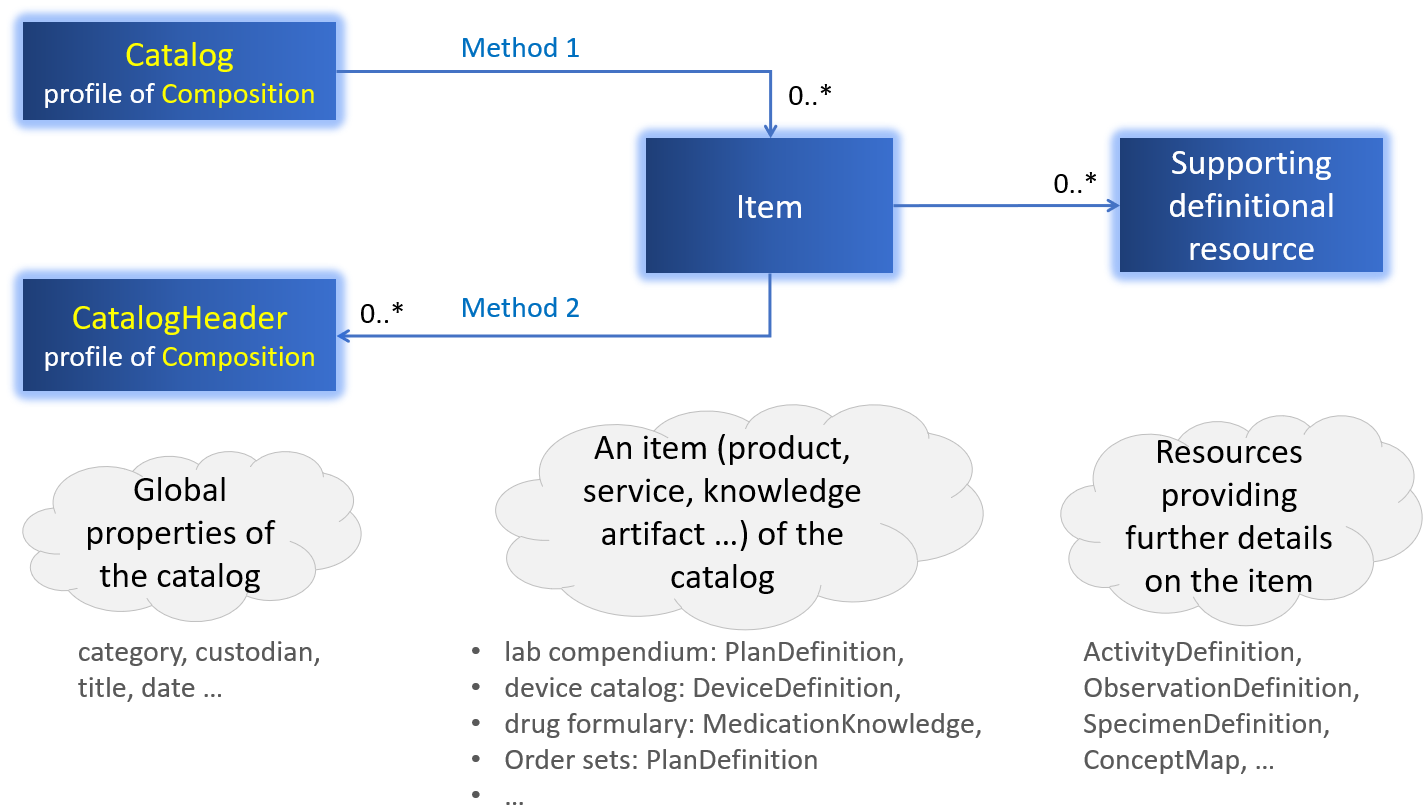 Catalog
profile of Composition
Method 1
0..*
Item
0..*
Supporting
definitional
resource
CatalogHeader
profile of Composition
0..*
Method 2
Global
properties of
the catalog
category, custodian,
title, date ...
An item (product,
service, knowledge
artifact ...) of the
catalog
• lab compendium: PlanDefinition,
• device catalog: DeviceDefinition,
• drug formulary: MedicationKnowledge,
• Order sets: PlanDefinition
• ...
Resources
providing
further details
on the item
ActivityDefinition,
ObservationDefinition,
SpecimenDefinition,
ConceptMap, ...